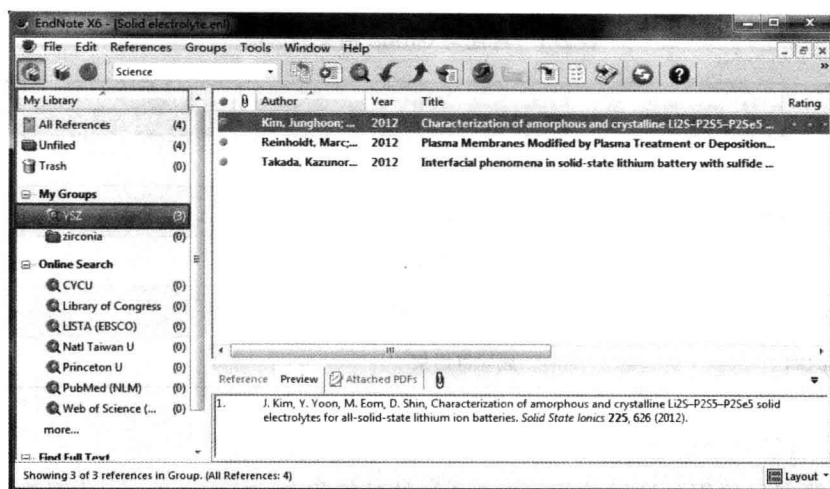 EndNote X6 - [Solid electrolyte.enl]
File Edit References Groups Tools Window Help
Science
My Library
Author Year Title Rating
All References (4)
Unfiled (4)
Trash (0)
My Groups
YSZ (3)
zirconia (0)
Online Search
CYCU (0)
Library of Congress (0)
LISTA (EBSCO) (0)
Natl Taiwan U (0)
Princeton U (0)
PubMed (NLM) (0)
Web of Science (... (0)
more...
Find Full Text
Kim, Junghoon; ... 2012 Characterization of amorphous and crystalline Li2S–P2S5–P2Se5 ...
Reinholdt, Marc;... 2012 Plasma Membranes Modified by Plasma Treatment or Deposition...
Takada, Kazunor... 2012 Interfacial phenomena in solid-state lithium battery with sulfide ...
Reference Preview Attached PDFs
1. J. Kim, Y. Yoon, M. Eom, D. Shin, Characterization of amorphous and crystalline Li2S–P2S5–P2Se5 solid
electrolytes for all-solid-state lithium ion batteries. Solid State Ionics 225, 626 (2012).
Showing 3 of 3 references in Group. (All References: 4)
Layout